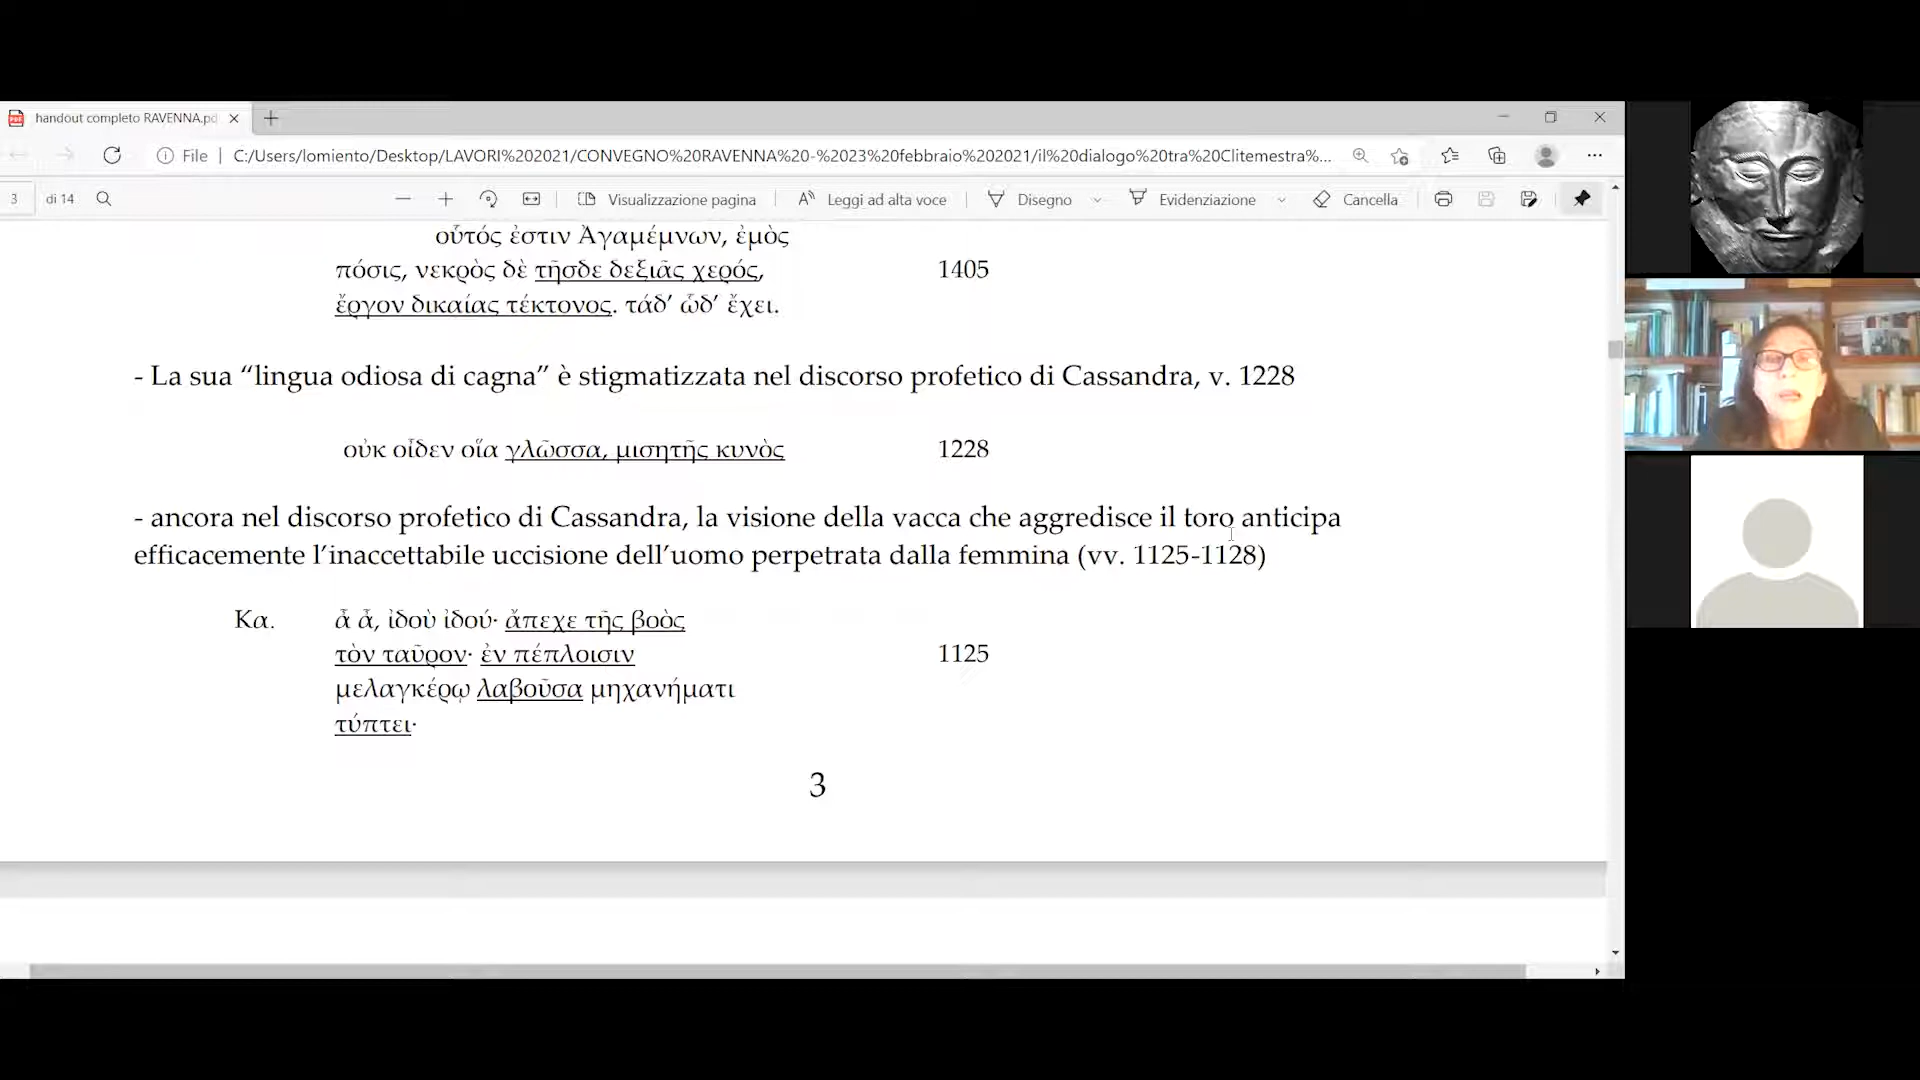 handout completo RAVENNA.pd
File
C:/Users/lomiento/Desktop/LAVORI%202021/CONVEGNO%20RAVENNA%20-%2023%20febbraio%202021/il%20dialogo%20tra%20Clitemestra%...
3 di 14
Visualizzazione pagina
Leggi ad alta voce
Disegno
Evidenziazione
Cancella
οὗτός ἐστιν Ἀγαμέμνων, ἐμὸς
πόσις, νεκρὸς δὲ τῆσδε δεξιᾶς χερός, 1405
ἔργον δικαίας τέκτονος. τάδ’ ὧδ’ ἔχει.
- La sua “lingua odiosa di cagna” è stigmatizzata nel discorso profetico di Cassandra, v. 1228
οὐκ οἶδεν οἵα γλῶσσα, μισητῆς κυνὸς 1228
- ancora nel discorso profetico di Cassandra, la visione della vacca che aggredisce il toro anticipa
efficacemente l’inaccettabile uccisione dell’uomo perpetrata dalla femmina (vv. 1125-1128)
Κα. ἆ ἆ, ἰδοὺ ἰδού· ἄπεχε τῆς βοὸς
τὸν ταῦρον· ἐν πέπλοισιν 1125
μελαγκέρῳ λαβοῦσα μηχανήματι
τύπτει·
3